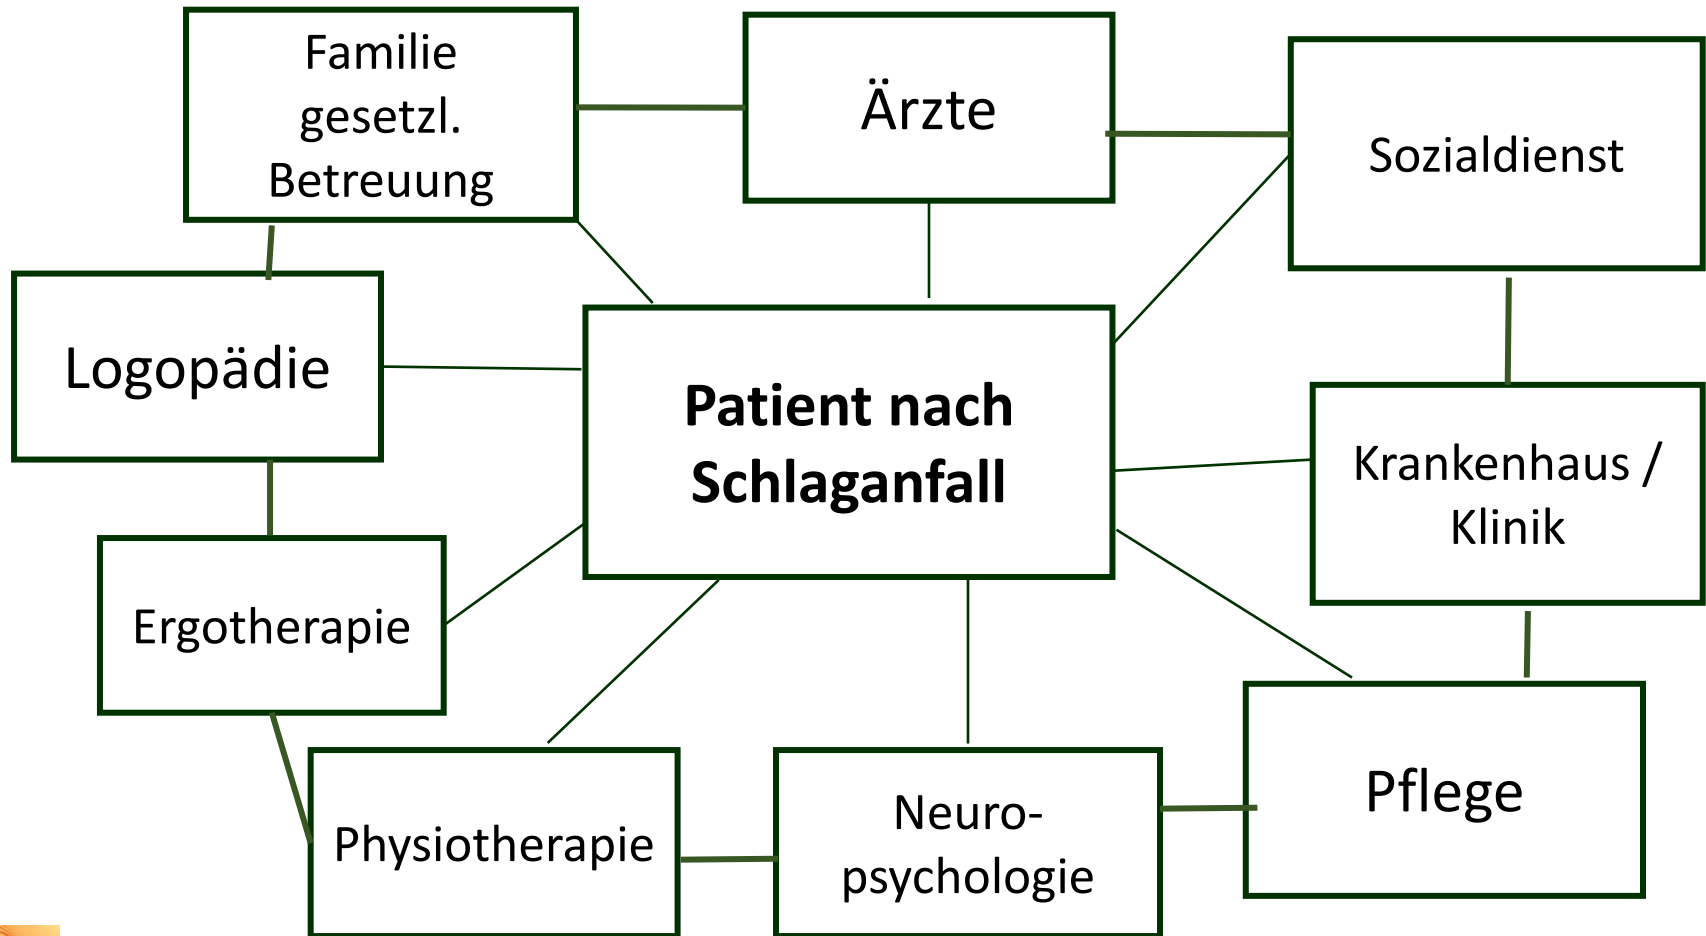 Familie
gesetzl.
Betreuung
Ärzte
Sozialdienst
Logopädie
Patient nach
Schlaganfall
Krankenhaus /
Klinik
Ergotherapie
Physiotherapie
Neuro-
psychologie
Pflege